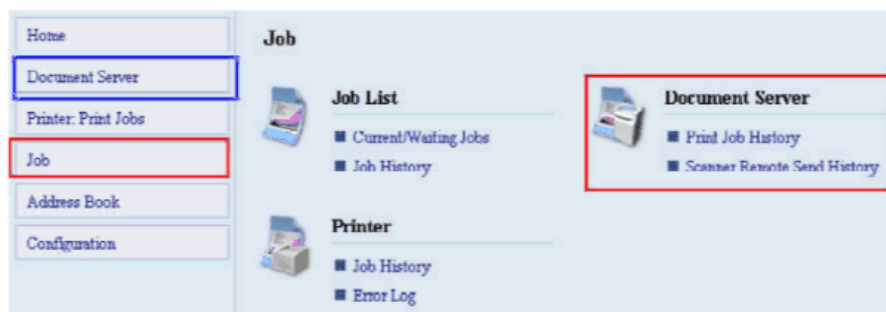 Home
Document Server
Printer: Print Jobs
Job
Address Book
Configuration
Job
Job List
Current/Waiting Jobs
Job History
Document Server
Print Job History
Scanner Remote Send History
Printer
Job History
Error Log